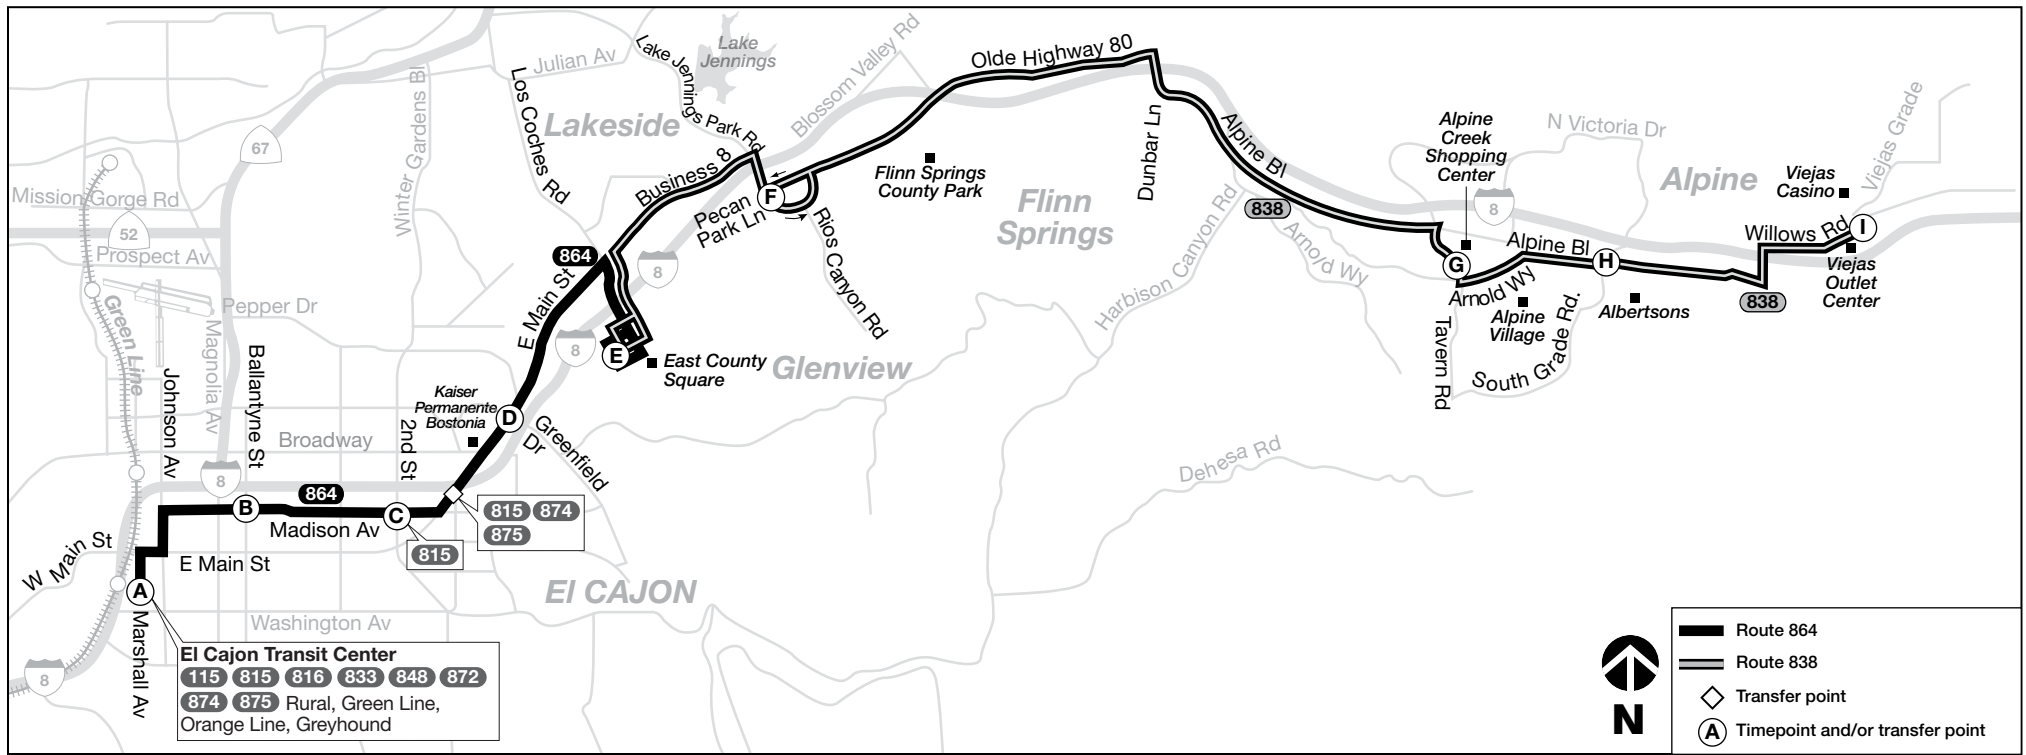 Lake
Jennings
Lake Jennings Park Rd
Julian Av
Blossom Valley Rd
Olde Highway 80
Los Coches Rd
Lakeside
Winter Gardens Bl
67
Mission Gorge Rd
52
Prospect Av
Green Line
Pepper Dr
Magnolia Av
Johnson Av
Ballantyne St
Business 8
F
Pecan
Park Ln
Rios Canyon Rd
Flinn Springs
County Park
Flinn
Springs
Dunbar Ln
Alpine Bl
838
Harbison Canyon Rd
Arnold Wy
Alpine
Creek
Shopping
Center
8
N Victoria Dr
Alpine
Viejas
Casino
Viejas Grade
Willows Rd
I
Viejas
Outlet
Center
838
Alpine Bl
G
H
Arnold Wy
Alpine
Village
Albertsons
South Grade Rd.
Tavern Rd
864
E Main St
8
8
E
East County
Square
Glenview
Kaiser
Permanente
Bostonia
D
Greenfield
Dr
2nd St
Broadway
8
864
B
C
Madison Av
815 874
875
815
Dehesa Rd
W Main St
E Main St
A
Marshall Av
Washington Av
El CAJON
8
El Cajon Transit Center
115 815 816 833 848 872
874 875 Rural, Green Line,
Orange Line, Greyhound
N
Route 864
Route 838
Transfer point
A Timepoint and/or transfer point